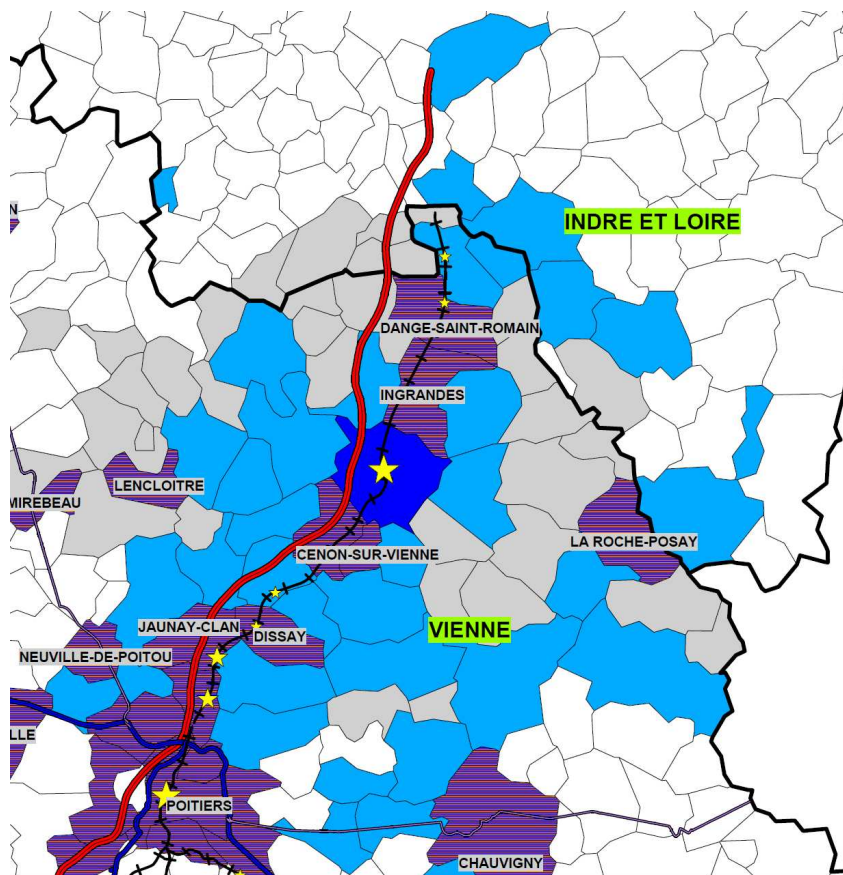 N
INDRE ET LOIRE
DANGE-SAINT-ROMAIN
INGRANDES
LENCLOITRE
MIREBEAU
LA ROCHE-POSAY
CENON-SUR-VIENNE
JAUNAY-CLAN
VIENNE
DISSAY
NEUVILLE-DE-POITOU
LLE
POITIERS
CHAUVIGNY